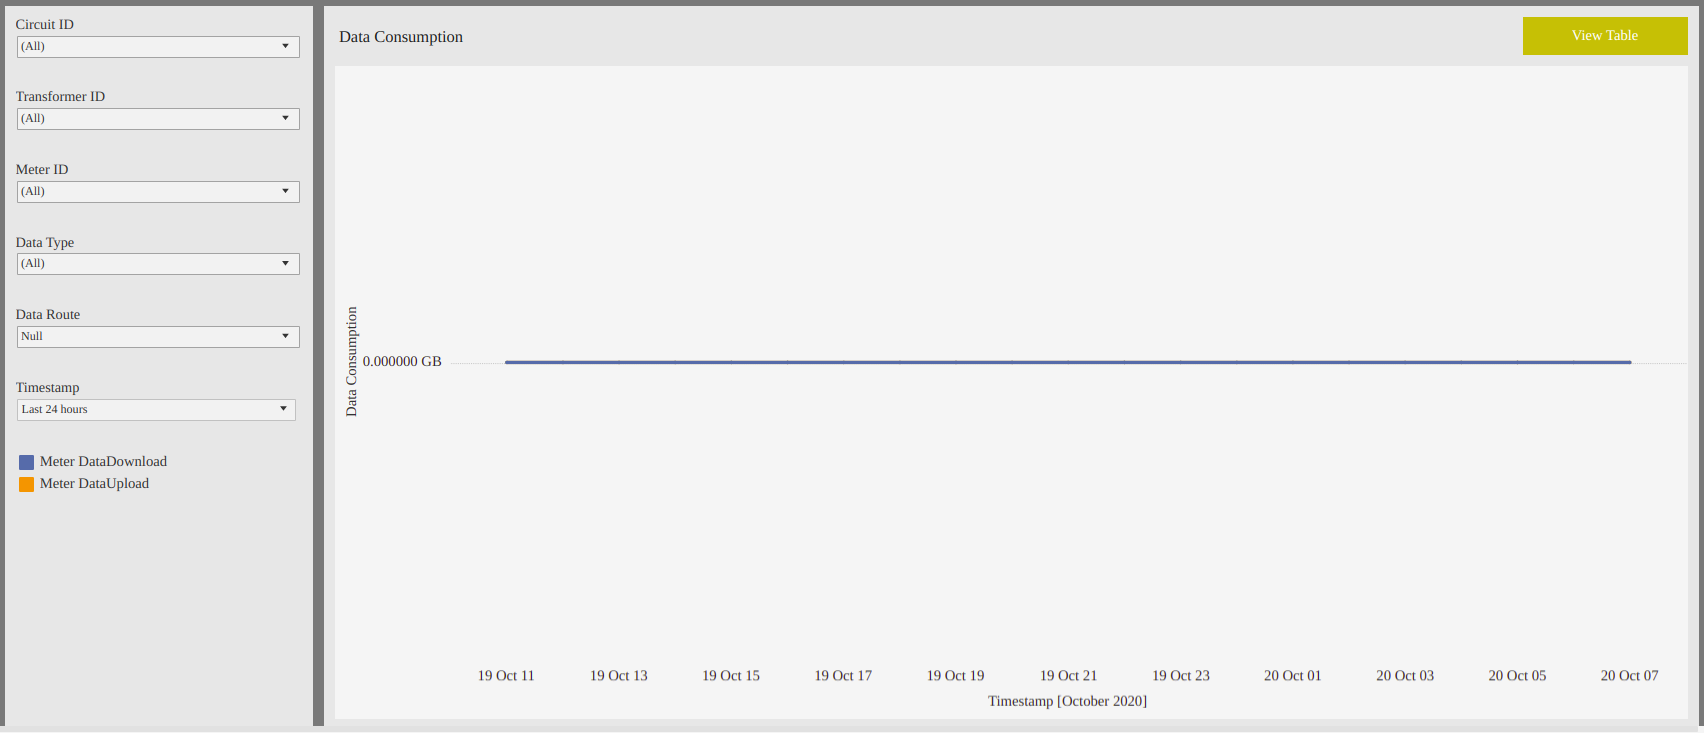 Circuit ID
(All)
Transformer ID
(All)
Meter ID
(All)
Data Type
(All)
Data Route
Null
Timestamp
Last 24 hours
Meter DataDownload
Meter DataUpload
Data Consumption
View Table
Data Consumption
0.000000 GB
19 Oct 11 19 Oct 13 19 Oct 15 19 Oct 17 19 Oct 19 19 Oct 21 19 Oct 23 20 Oct 01 20 Oct 03 20 Oct 05 20 Oct 07
Timestamp [October 2020]